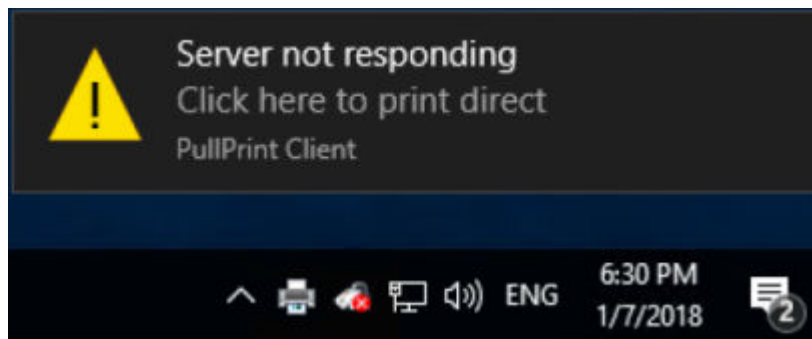 Server not responding
Click here to print direct
PullPrint Client
ENG
6:30 PM
1/7/2018
2